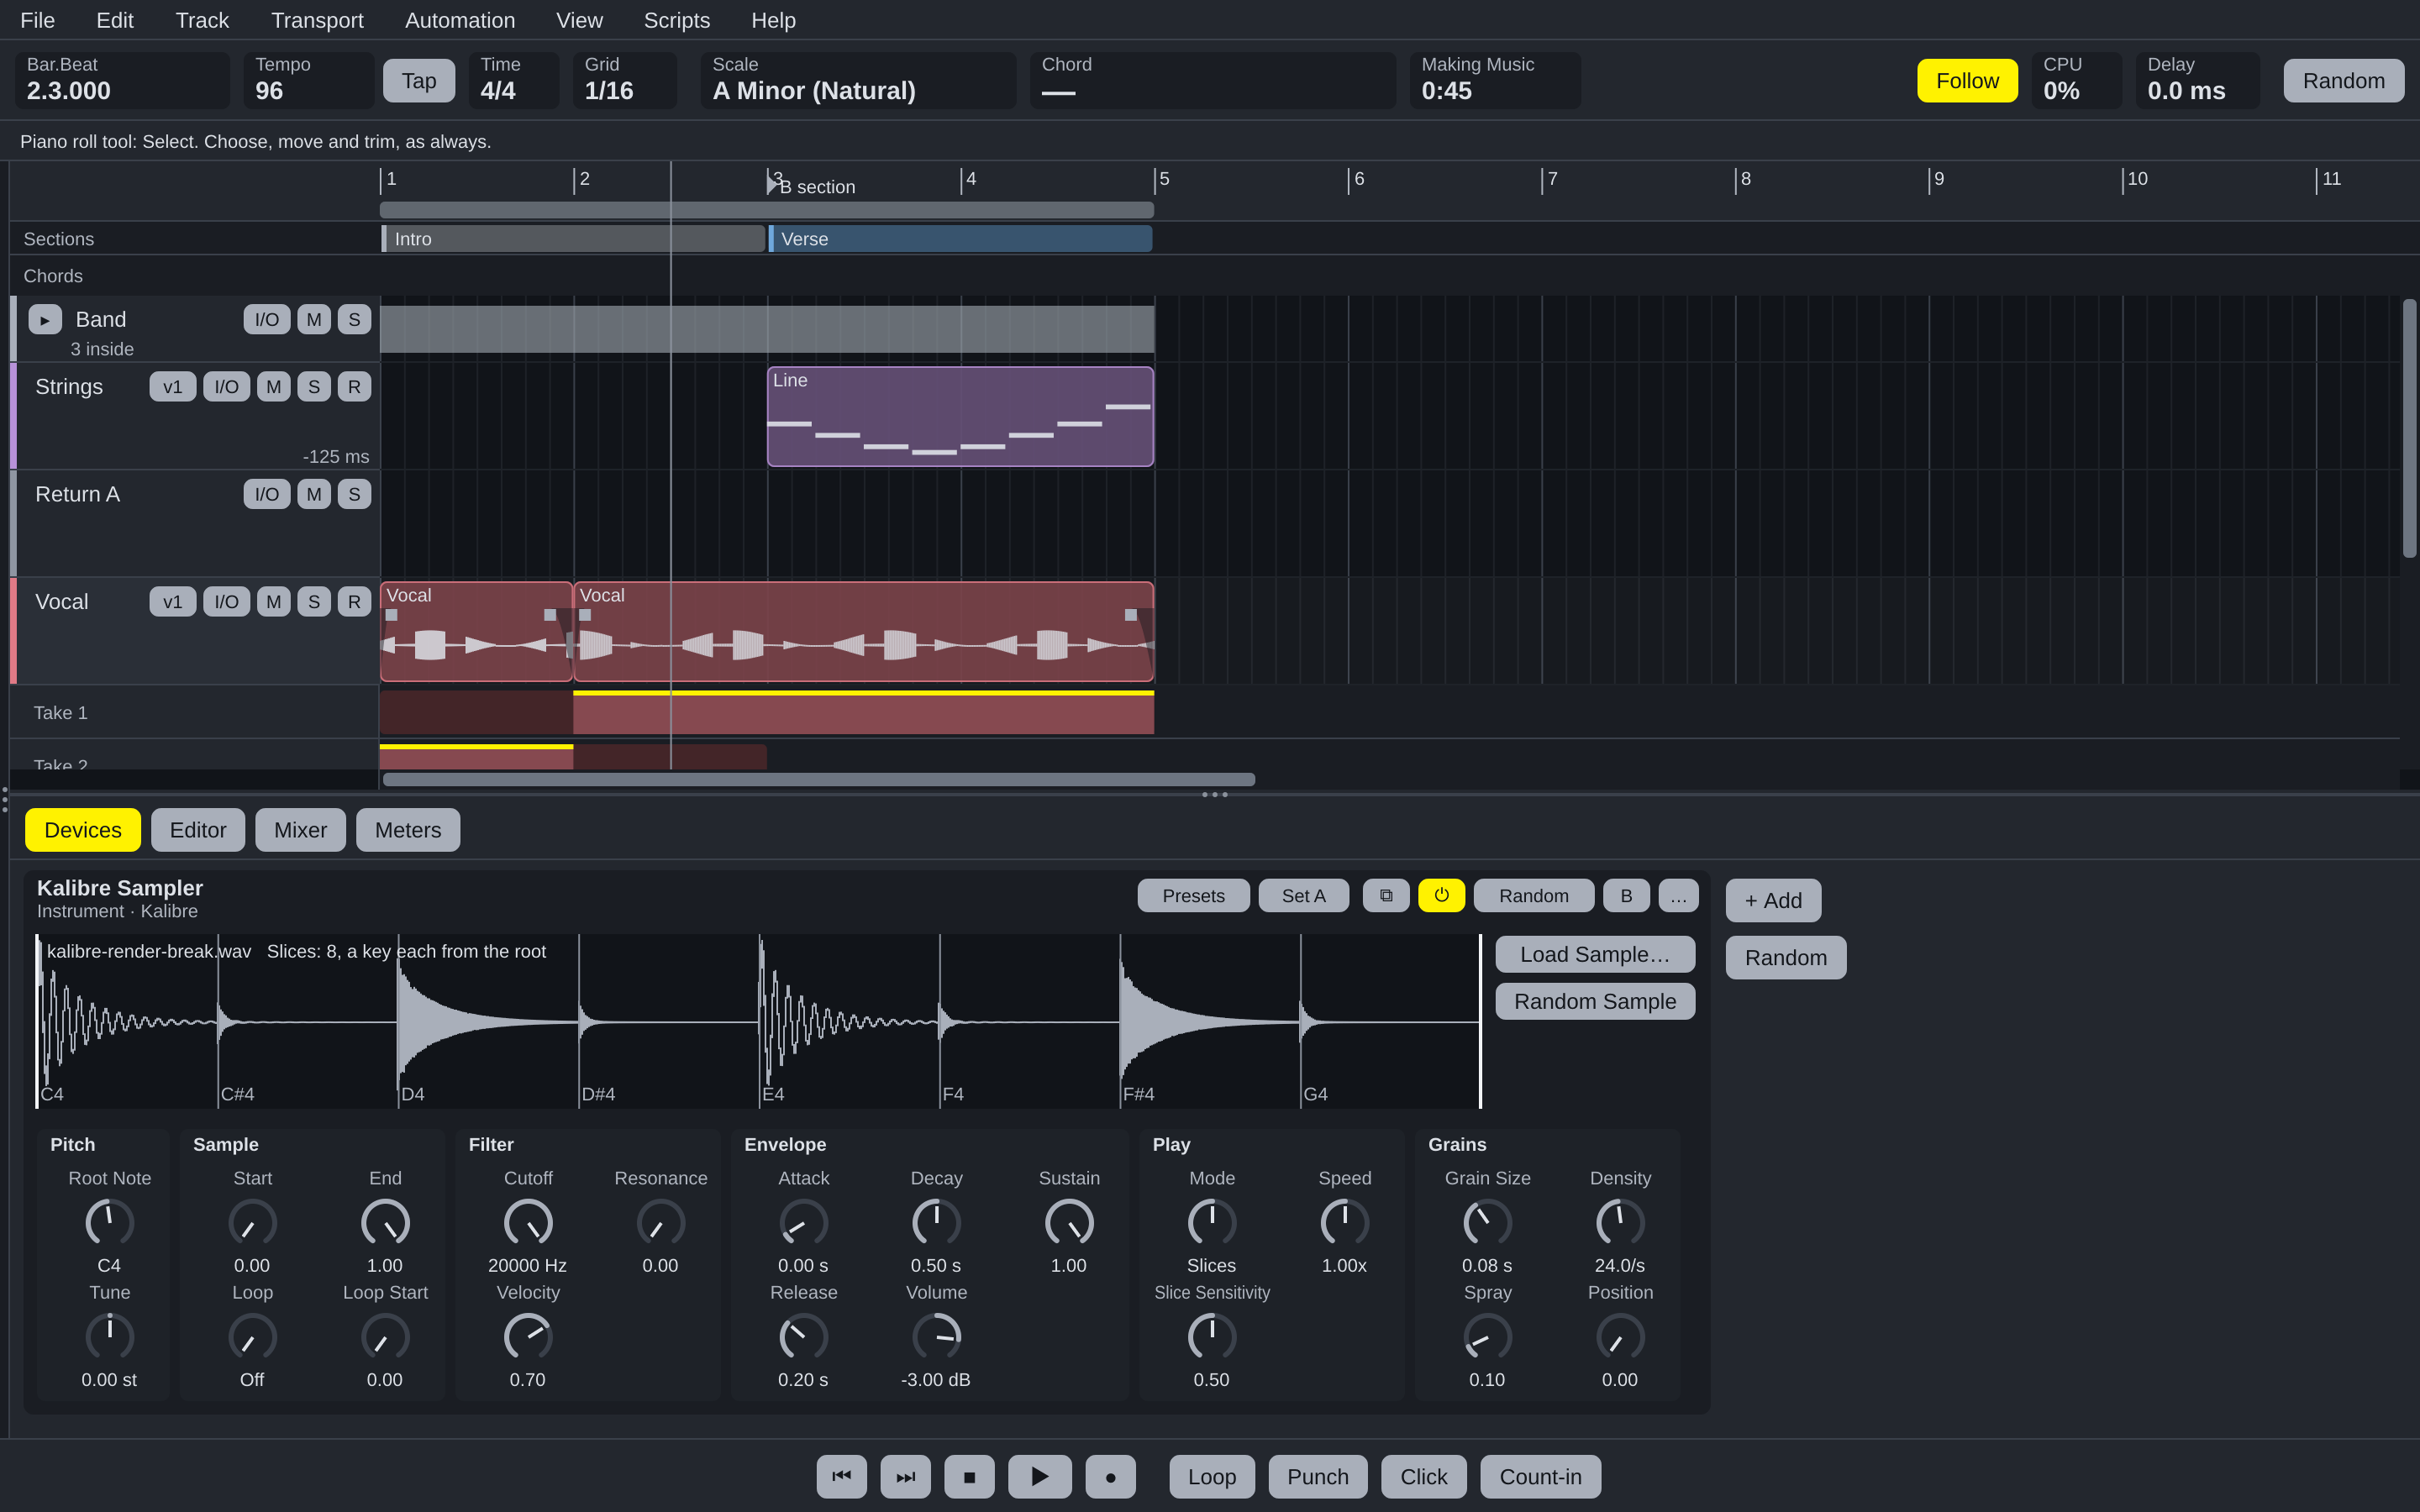 File Edit Track Transport Automation View Scripts Help
Bar.Beat Tempo Time Grid Scale Chord Making Music CPU Delay
2.3.000 96 Tap 4/4 1/16 A Minor (Natural) — 0:45 Follow 0% 0.0 ms Random
Piano roll tool: Select. Choose, move and trim, as always.
1 2 3 4 5 6 7 8 9 10 11
B section
Sections Intro Verse
Chords
▸ Band I/O M S
3 inside
Strings v1 I/O M S R Line
-125 ms
Return A I/O M S
Vocal v1 I/O M S R Vocal Vocal
Take 1
Take 2
Devices Editor Mixer Meters
Kalibre Sampler Presets Set A Random B … + Add
Instrument · Kalibre
kalibre-render-break.wav Slices: 8, a key each from the root Load Sample… Random
Random Sample
C4 C#4 D4 D#4 E4 F4 F#4 G4
Pitch Sample Filter Envelope Play Grains
Root Note Start End Cutoff Resonance Attack Decay Sustain Mode Speed Grain Size Density
C4 0.00 1.00 20000 Hz 0.00 0.00 s 0.50 s 1.00 Slices 1.00x 0.08 s 24.0/s
Tune Loop Loop Start Velocity Release Volume Slice Sensitivity Spray Position
0.00 st Off 0.00 0.70 0.20 s -3.00 dB 0.50 0.10 0.00
Loop Punch Click Count-in